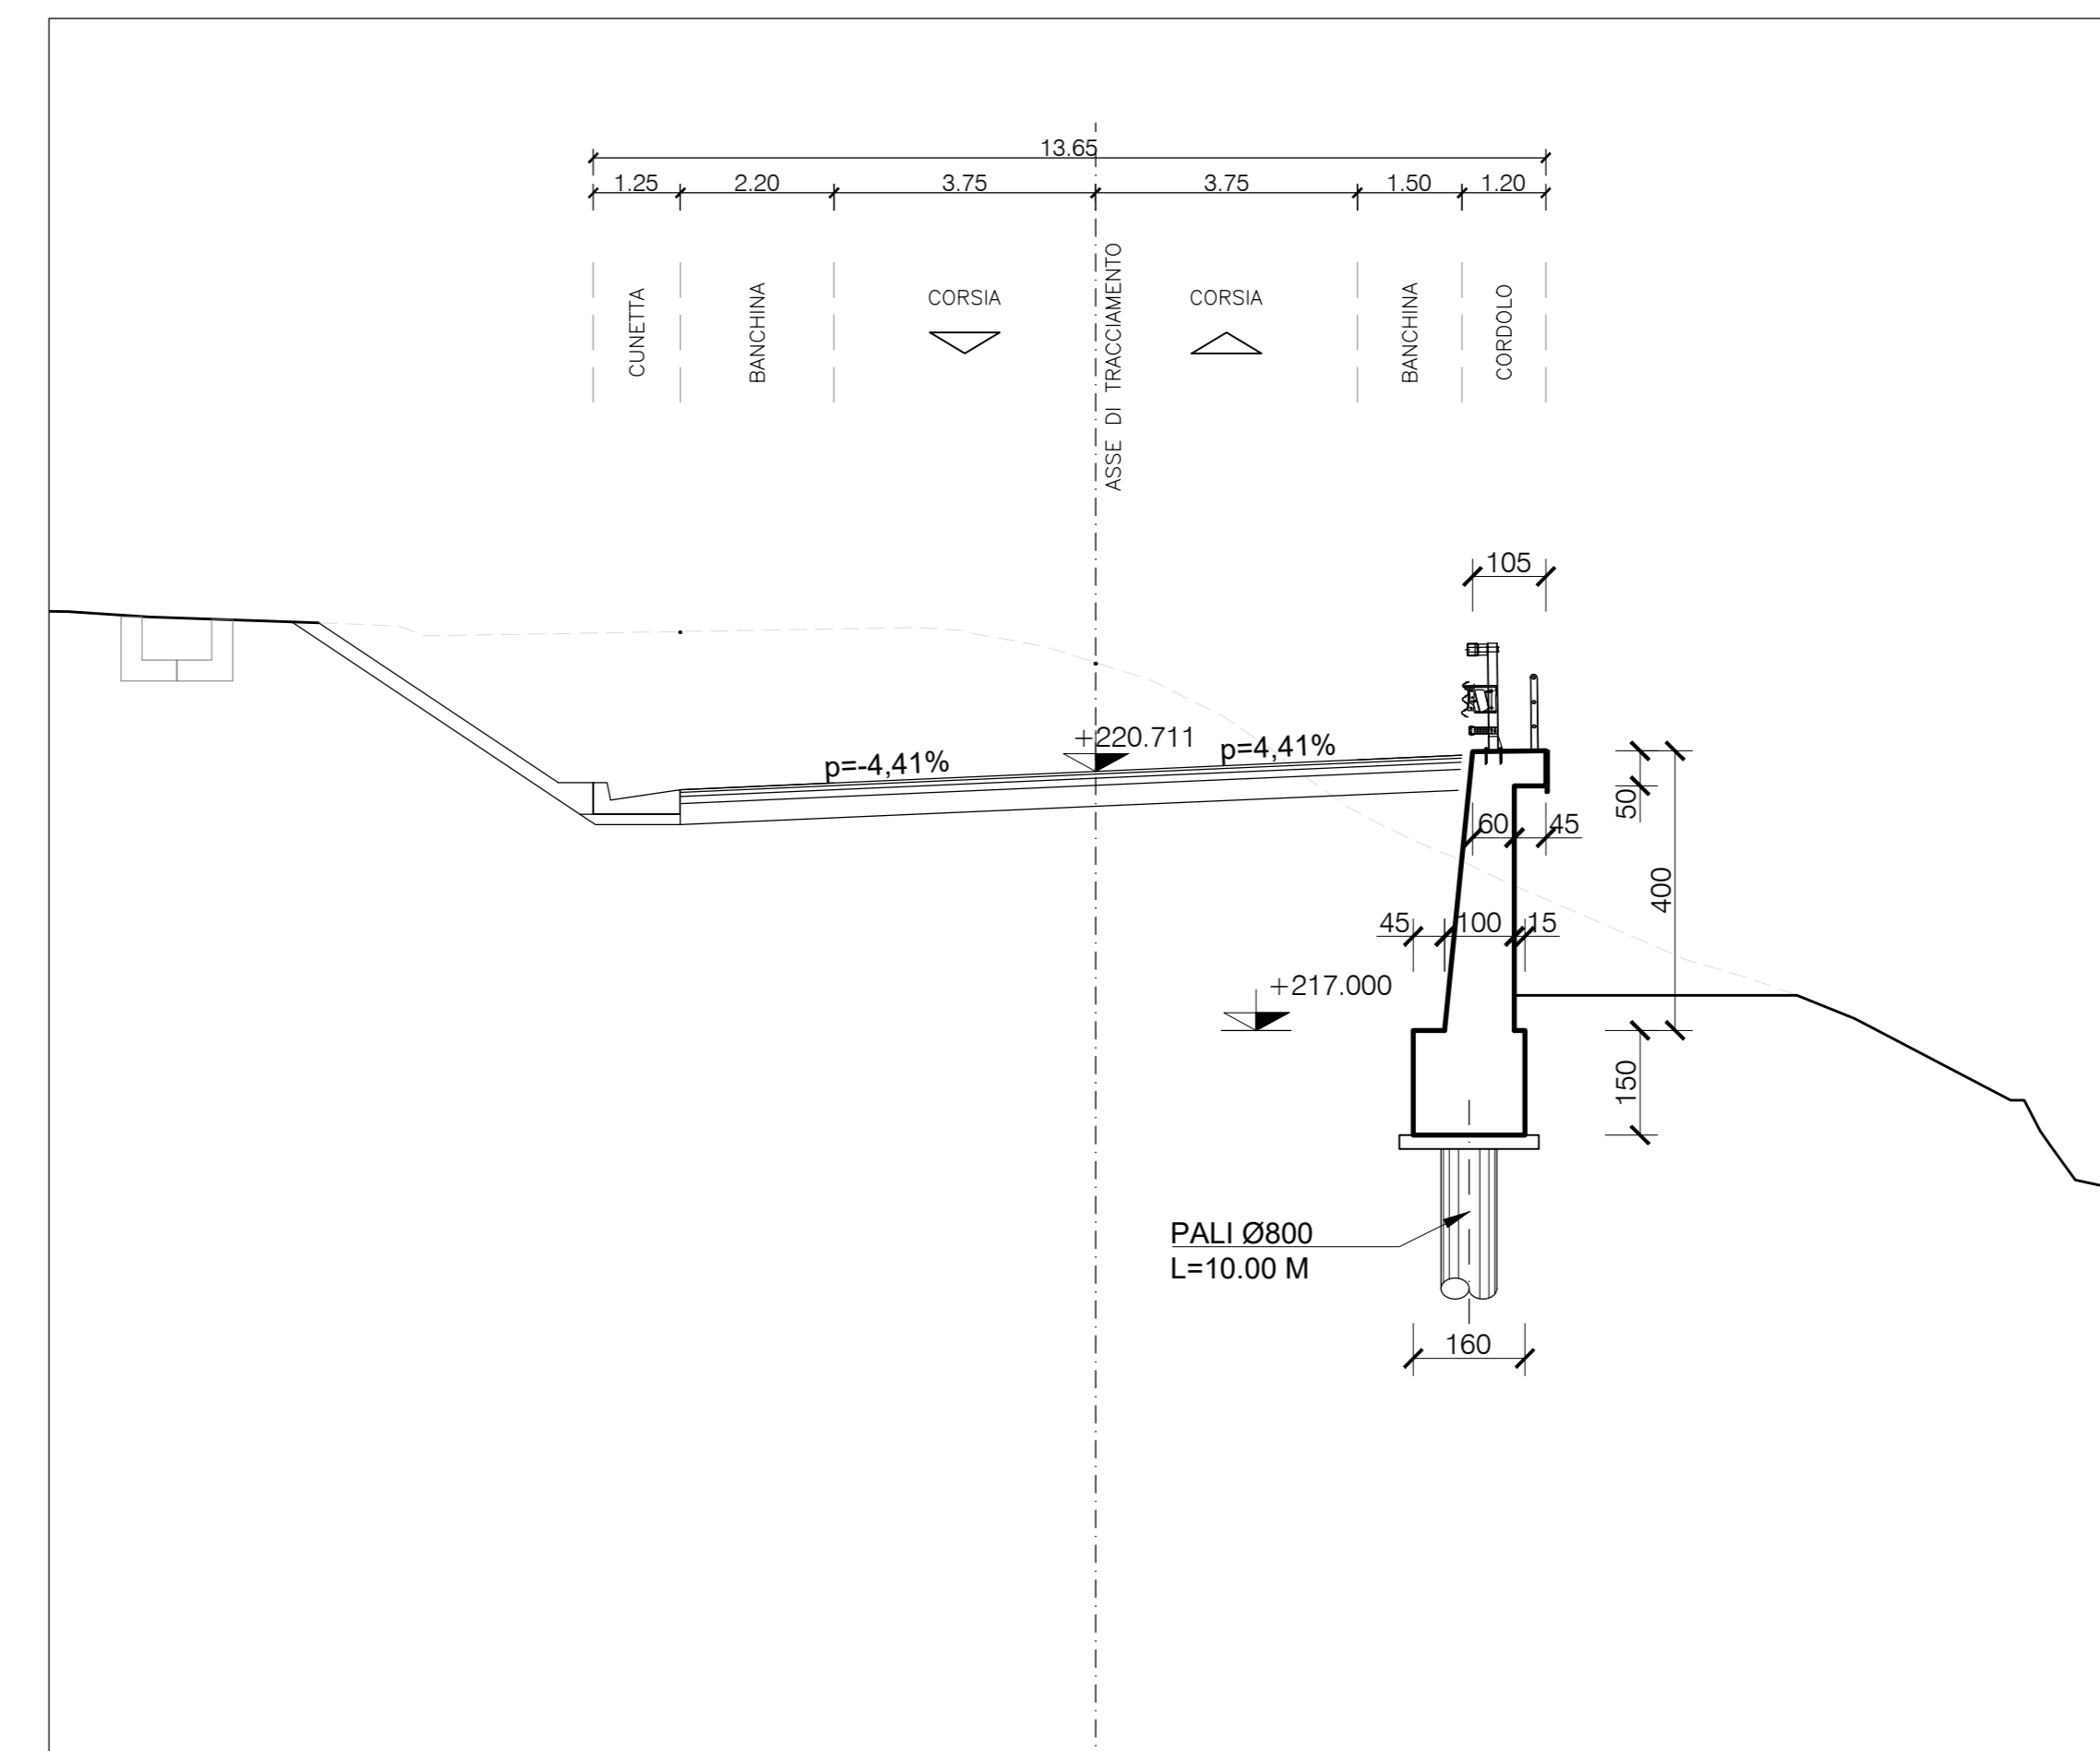 13.65
1.25
2.20
3.75
3.75
1.50
1.20
CUNETTA
BANCHINA
CORSIA
ASSE DI TRACCIAMENTO
CORSIA
BANCHINA
CORDOLO
105
+220.711
p=-4,41%
p=4,41%
50
60
45
400
45
100
15
+217.000
150
PALI Ø800
L=10.00 M
160